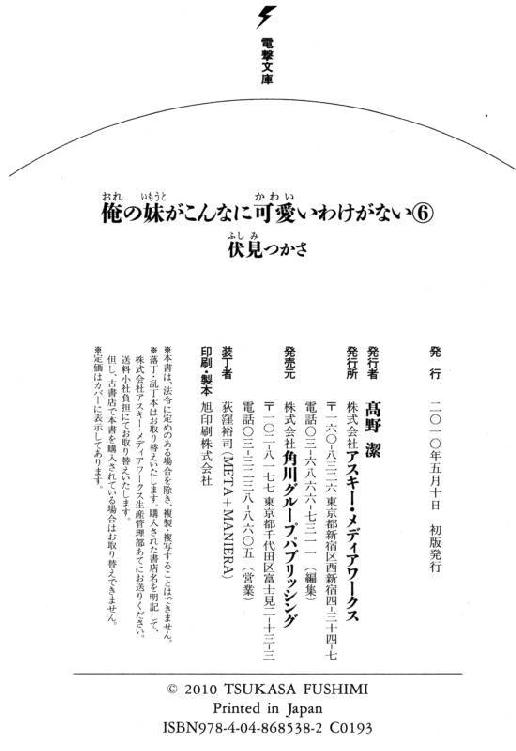 電撃文庫
俺の妹がこんなに可愛いわけがない⑥
おれ いもうと かわい
伏見つかさ
ふしみ
発行 二〇一〇年五月十日 初版発行
発行者 髙野 潔
発行所 株式会社アスキー・メディアワークス
〒一六〇-八三二六 東京都新宿区西新宿四-三十四-七
電話〇三-六八六六-七三一一(編集)
発売元 株式会社角川グループパブリッシング
〒一〇二-八一七七 東京都千代田区富士見二-十三-三
電話〇三-三二三八-八六〇五(営業)
装丁者 荻窪裕司(META+MANIERA)
印刷・製本 旭印刷株式会社
※本書は、法令に定めのある場合を除き、複製・複写することはできません。
※落丁・乱丁本はお取り替えいたします。購入された書店名を明記して、
株式会社アスキー・メディアワークス生産管理部あてにお送りください。
送料小社負担にてお取り替えいたします。
但し、古書店で本書を購入されている場合はお取り替えできません。
※定価はカバーに表示してあります。
© 2010 TSUKASA FUSHIMI
Printed in Japan
ISBN978-4-04-868538-2 C0193